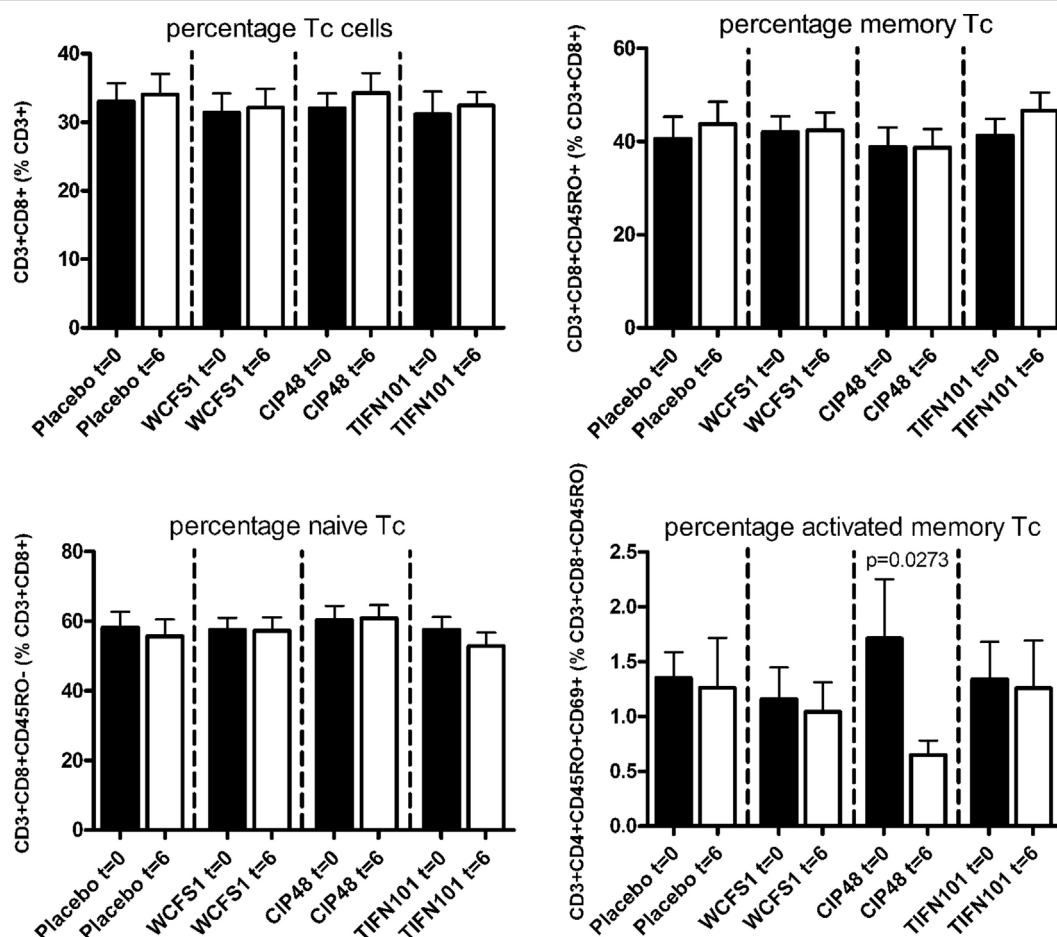 percentage Tc cells
CD3+CD8+ (% CD3+)
40
30
20
10
0
Placebo t=0
Placebo t=6
WCFS1 t=0
WCFS1 t=6
CIP48 t=0
CIP48 t=6
TIFN101 t=0
TIFN101 t=6
percentage memory Tc
CD3+CD8+CD45RO+ (% CD3+CD8+)
60
40
20
0
Placebo t=0
Placebo t=6
WCFS1 t=0
WCFS1 t=6
CIP48 t=0
CIP48 t=6
TIFN101 t=0
TIFN101 t=6
percentage naive Tc
CD3+CD8+CD45RO- (% CD3+CD8+)
80
60
40
20
0
Placebo t=0
Placebo t=6
WCFS1 t=0
WCFS1 t=6
CIP48 t=0
CIP48 t=6
TIFN101 t=0
TIFN101 t=6
percentage activated memory Tc
CD3+CD4+CD45RO+CD69+ (% CD3+CD8+CD45RO)
2.5
2.0
1.5
1.0
0.5
0.0
p=0.0273
Placebo t=0
Placebo t=6
WCFS1 t=0
WCFS1 t=6
CIP48 t=0
CIP48 t=6
TIFN101 t=0
TIFN101 t=6